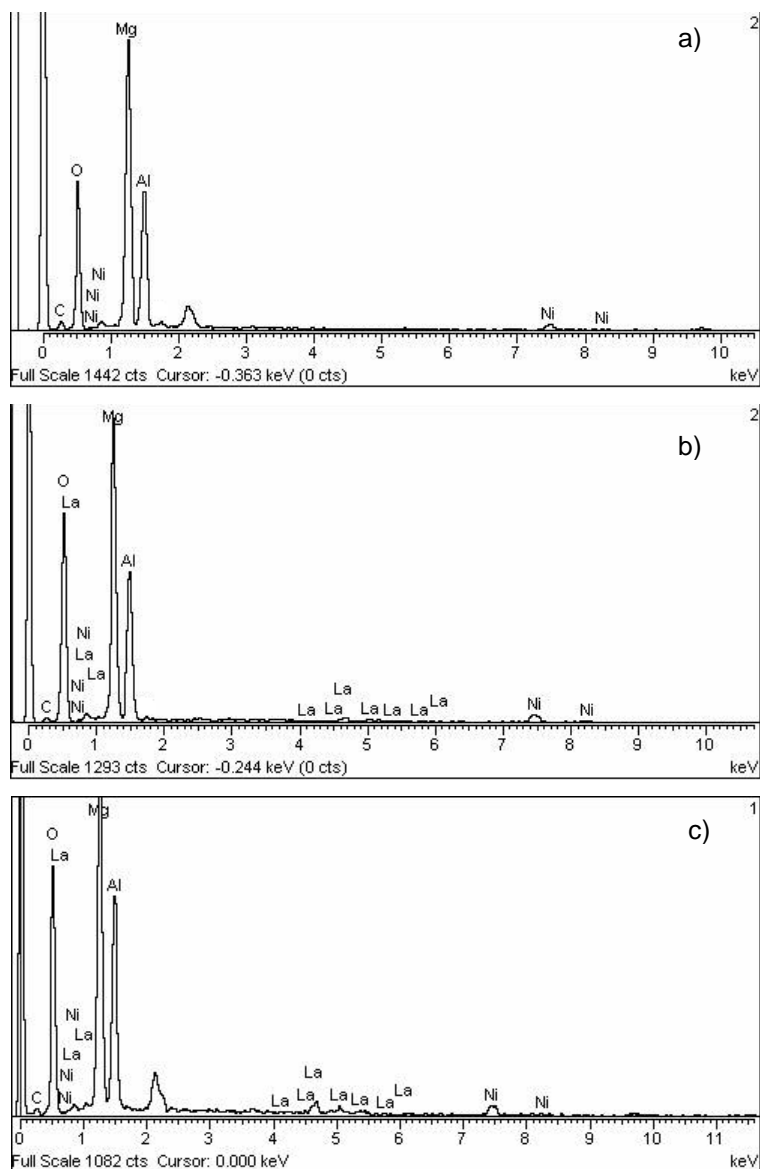 a)
2
Mg
O
Al
Ni
Ni
C
Ni
Ni
Ni
0 1 2 3 4 5 6 7 8 9 10
Full Scale 1442 cts Cursor: -0.363 keV (0 cts)
keV
b)
2
Mg
O
La
Al
Ni
La
Ni
La
C
Ni
La
La
La
La
La
La
La
Ni
Ni
0 1 2 3 4 5 6 7 8 9 10
Full Scale 1293 cts Cursor: -0.244 keV (0 cts)
keV
c)
1
Mg
O
La
Al
Ni
La
La
Ni
C
Ni
La
La
La
La
La
La
La
Ni
Ni
0 1 2 3 4 5 6 7 8 9 10 11
Full Scale 1082 cts Cursor: 0.000 keV
keV